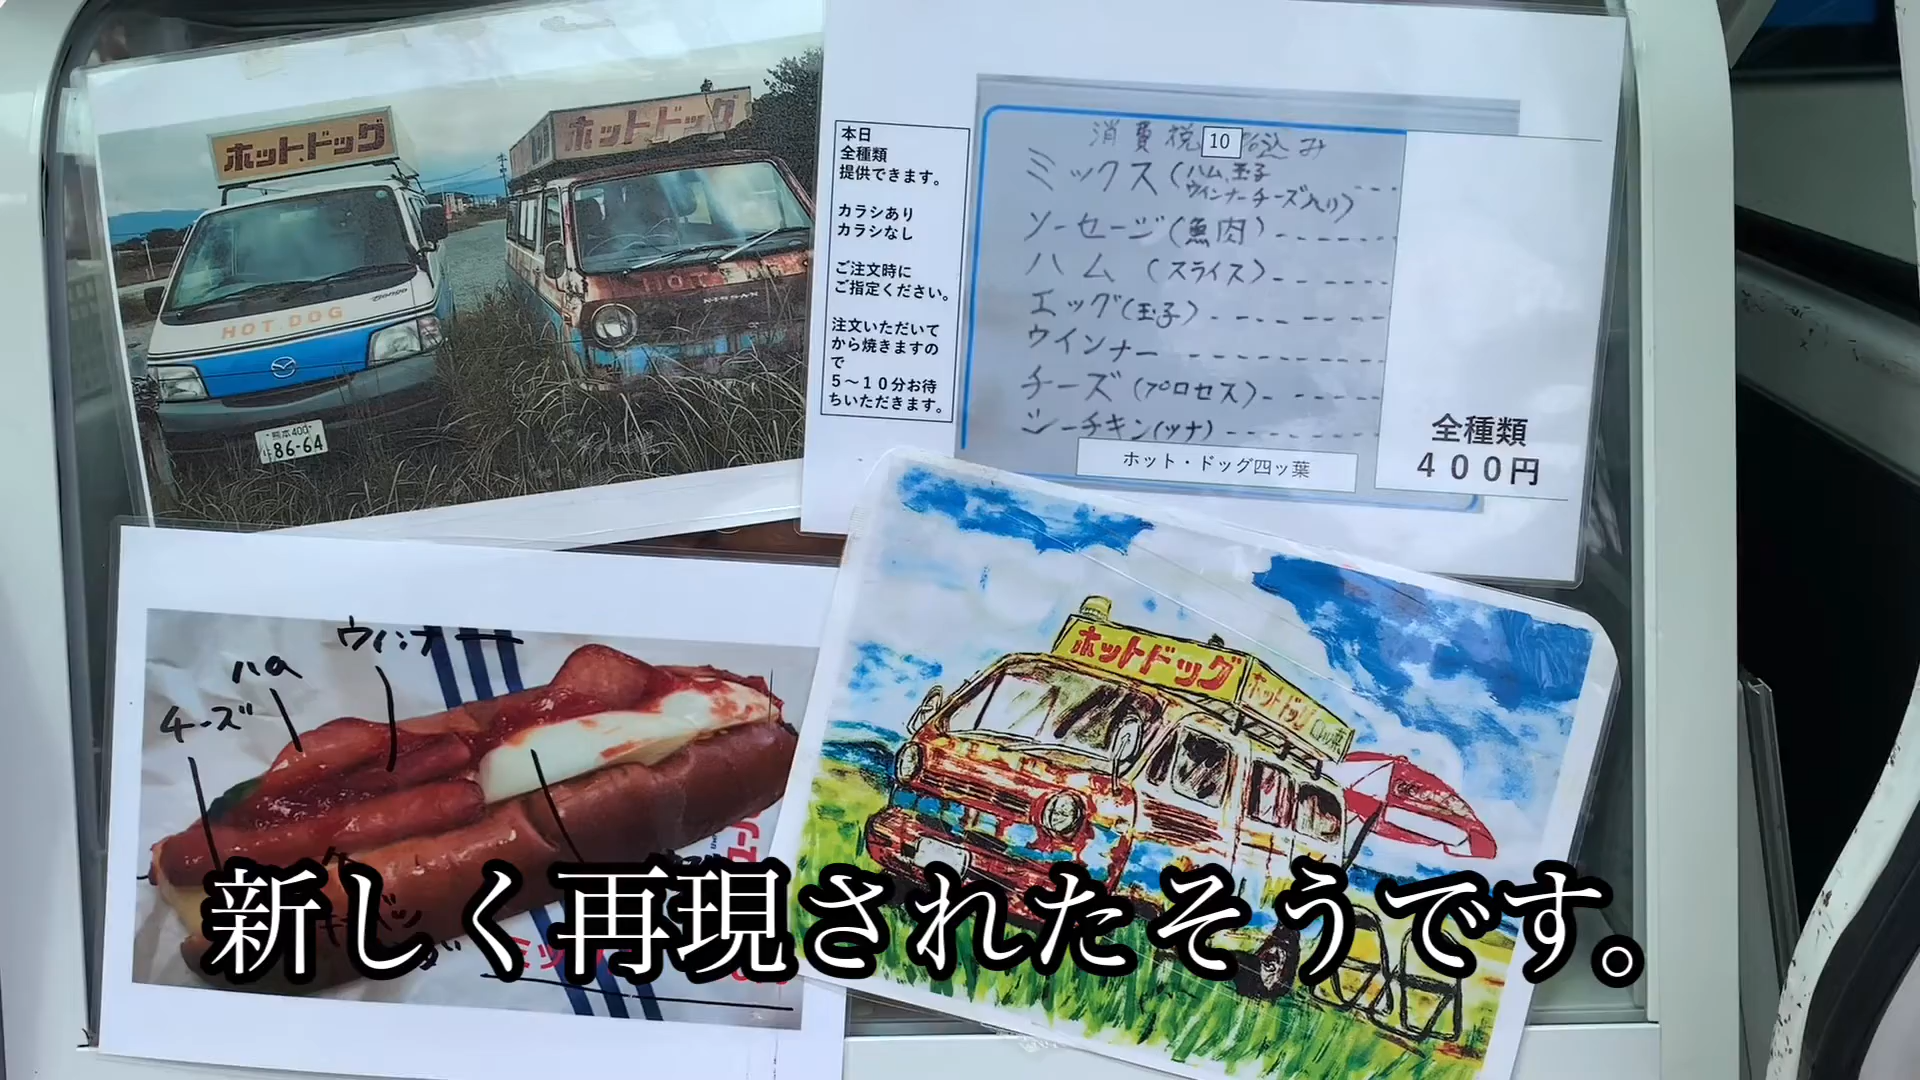 ホットドッグ
ホットドッグ
HOT DOG
Bongo
NISSAN
熊本400
86-64
本日
全種類
提供できます。
カラシあり
カラシなし
ご注文時に
ご指定ください。
注文いただいて
から焼きますの
で
5〜10分お待
ちいただきます。
消費税10%込み
ミックス(ハム、玉子
ウインナーチーズ入り)
ソーセージ(魚肉)
ハム(スライス)
エッグ(玉子)
ウインナー
チーズ(プロセス)
シーチキン(ツナ)
ホット・ドッグ四ッ葉
全種類
400円
ウィンナー
ハム
チーズ
ホットドッグ
ホットドッグ
新しく再現されたそうです。